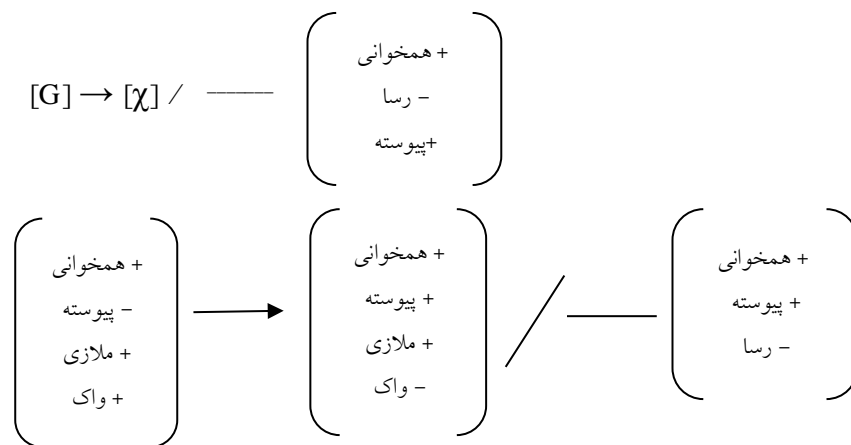 [G] → [χ] / ———
+ همخوانی
– رسا
+پیوسته
+ همخوانی
– پیوسته
+ ملازی
+ واک
+ همخوانی
+ پیوسته
+ ملازی
– واک
+ همخوانی
+ پیوسته
– رسا